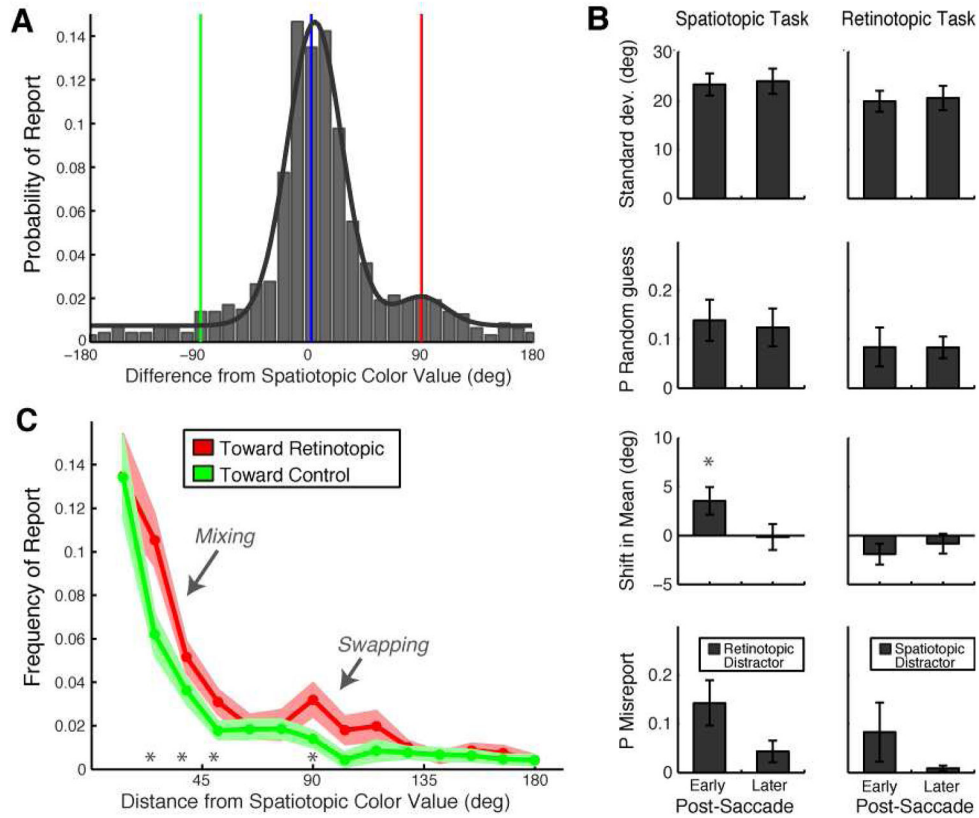 A
Probability of Report
0.14
0.12
0.1
0.08
0.06
0.04
0.02
0
−180
−90
0
90
180
Difference from Spatiotopic Color Value (deg)
B
Spatiotopic Task
Retinotopic Task
Standard dev. (deg)
30
20
10
0
30
20
10
0
P Random guess
0.2
0.1
0
Shift in Mean (deg)
10
5
0
−5
*
P Misreport
0.2
0.1
0
Retinotopic
Distractor
Spatiotopic
Distractor
Early Later
Post-Saccade
Early Later
Post-Saccade
C
Frequency of Report
0.14
0.12
0.1
0.08
0.06
0.04
0.02
0
Toward Retinotopic
Toward Control
Mixing
Swapping
* * * *
45
90
135
180
Distance from Spatiotopic Color Value (deg)